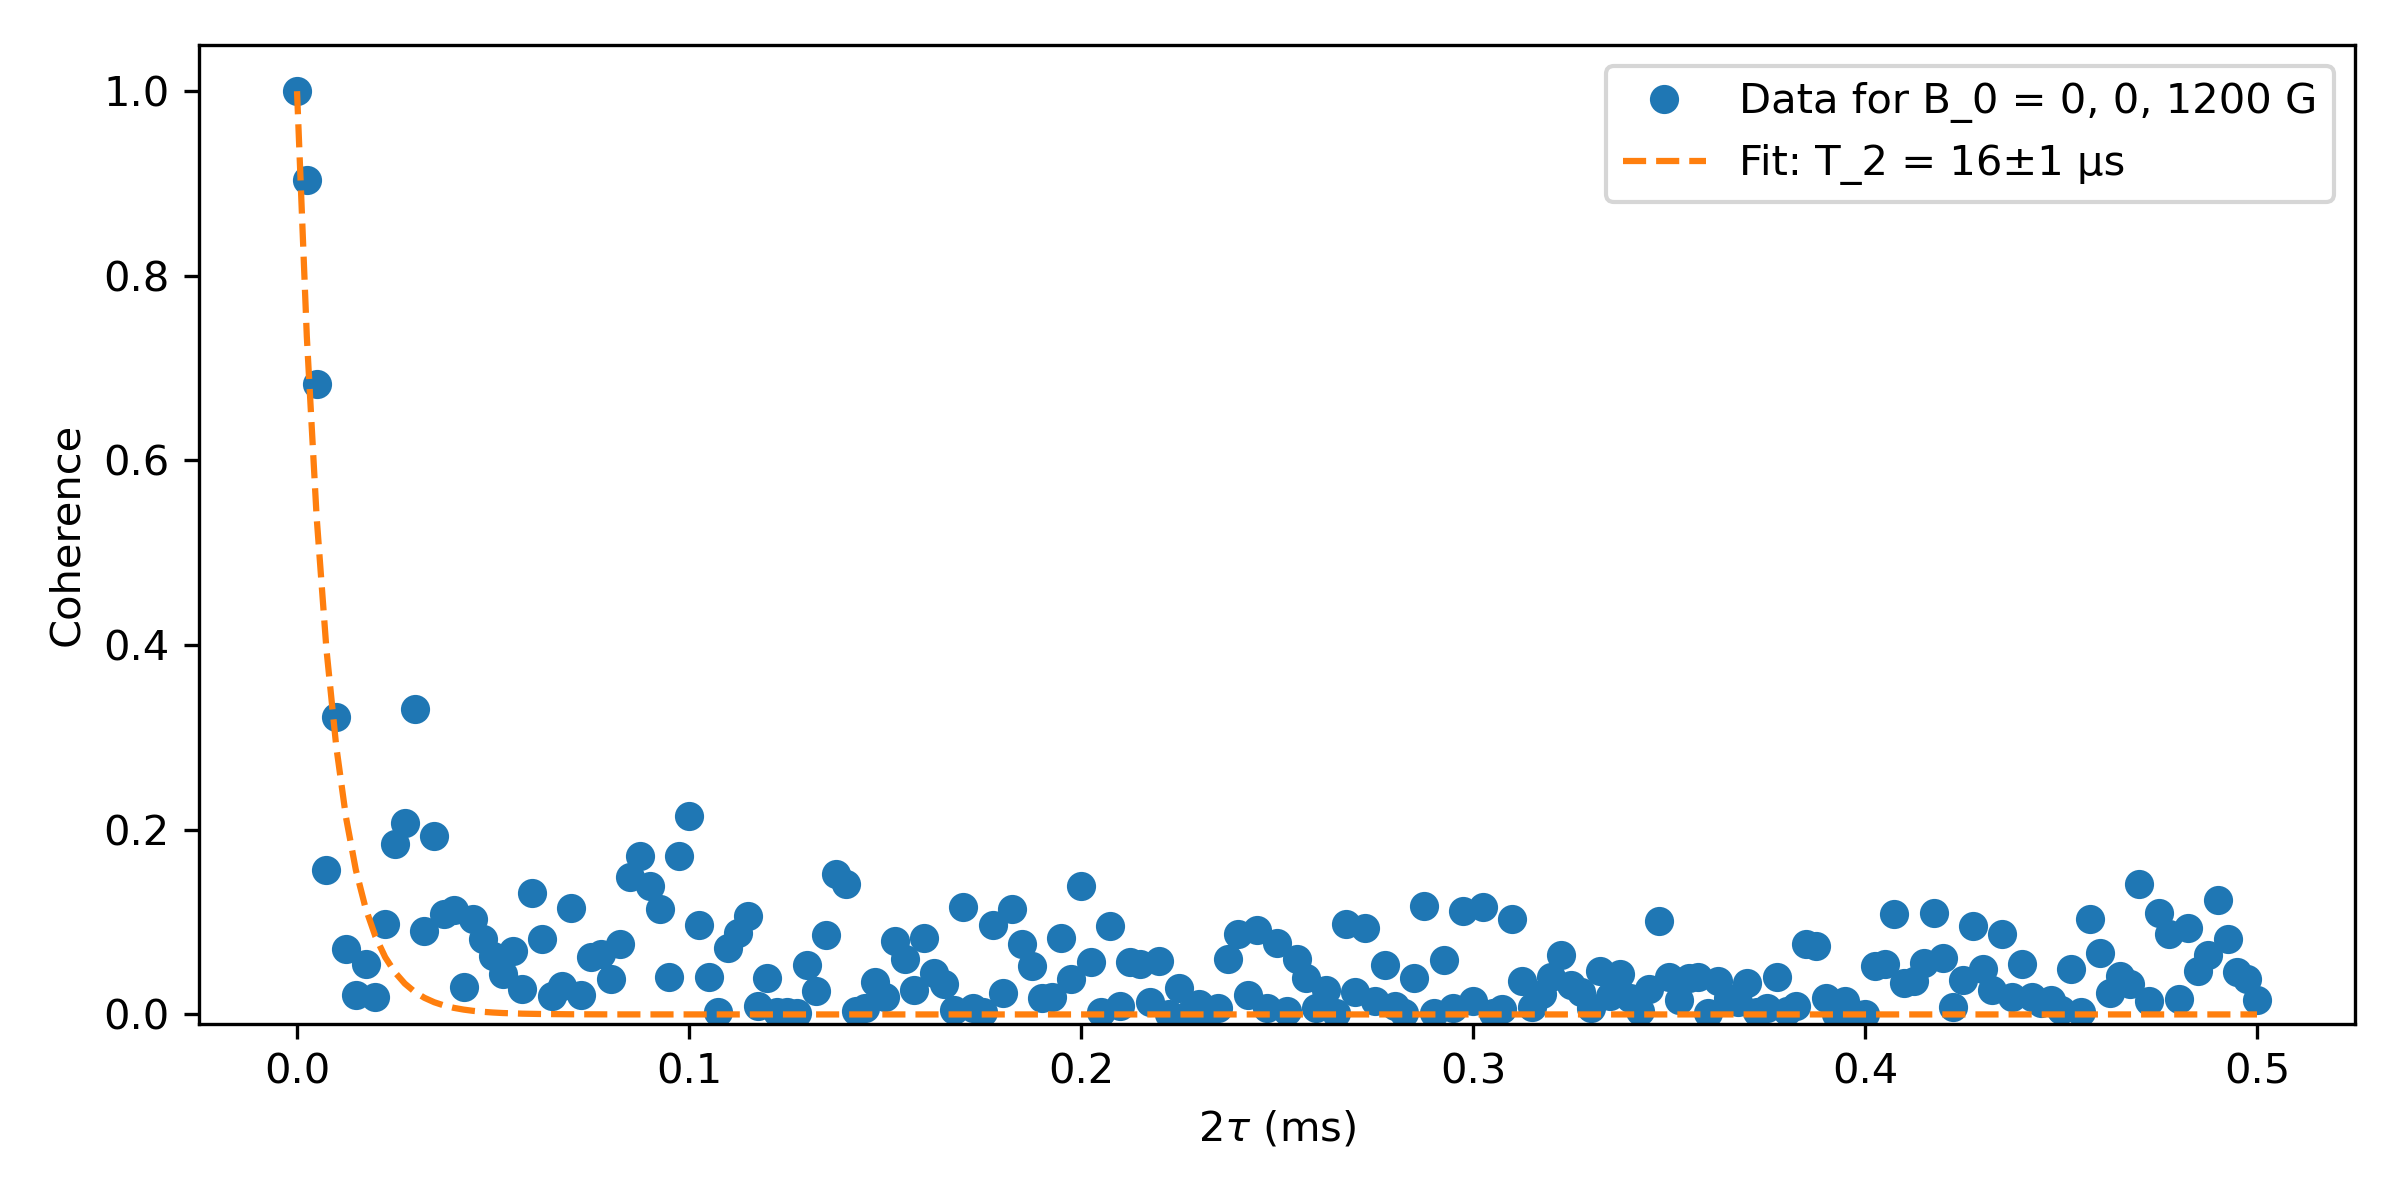 Data for B_0 = 0, 0, 1200 G
Fit: T_2 = 16±1 μs
1.0
0.8
0.6
0.4
0.2
0.0
Coherence
0.0 0.1 0.2 0.3 0.4 0.5
2τ (ms)